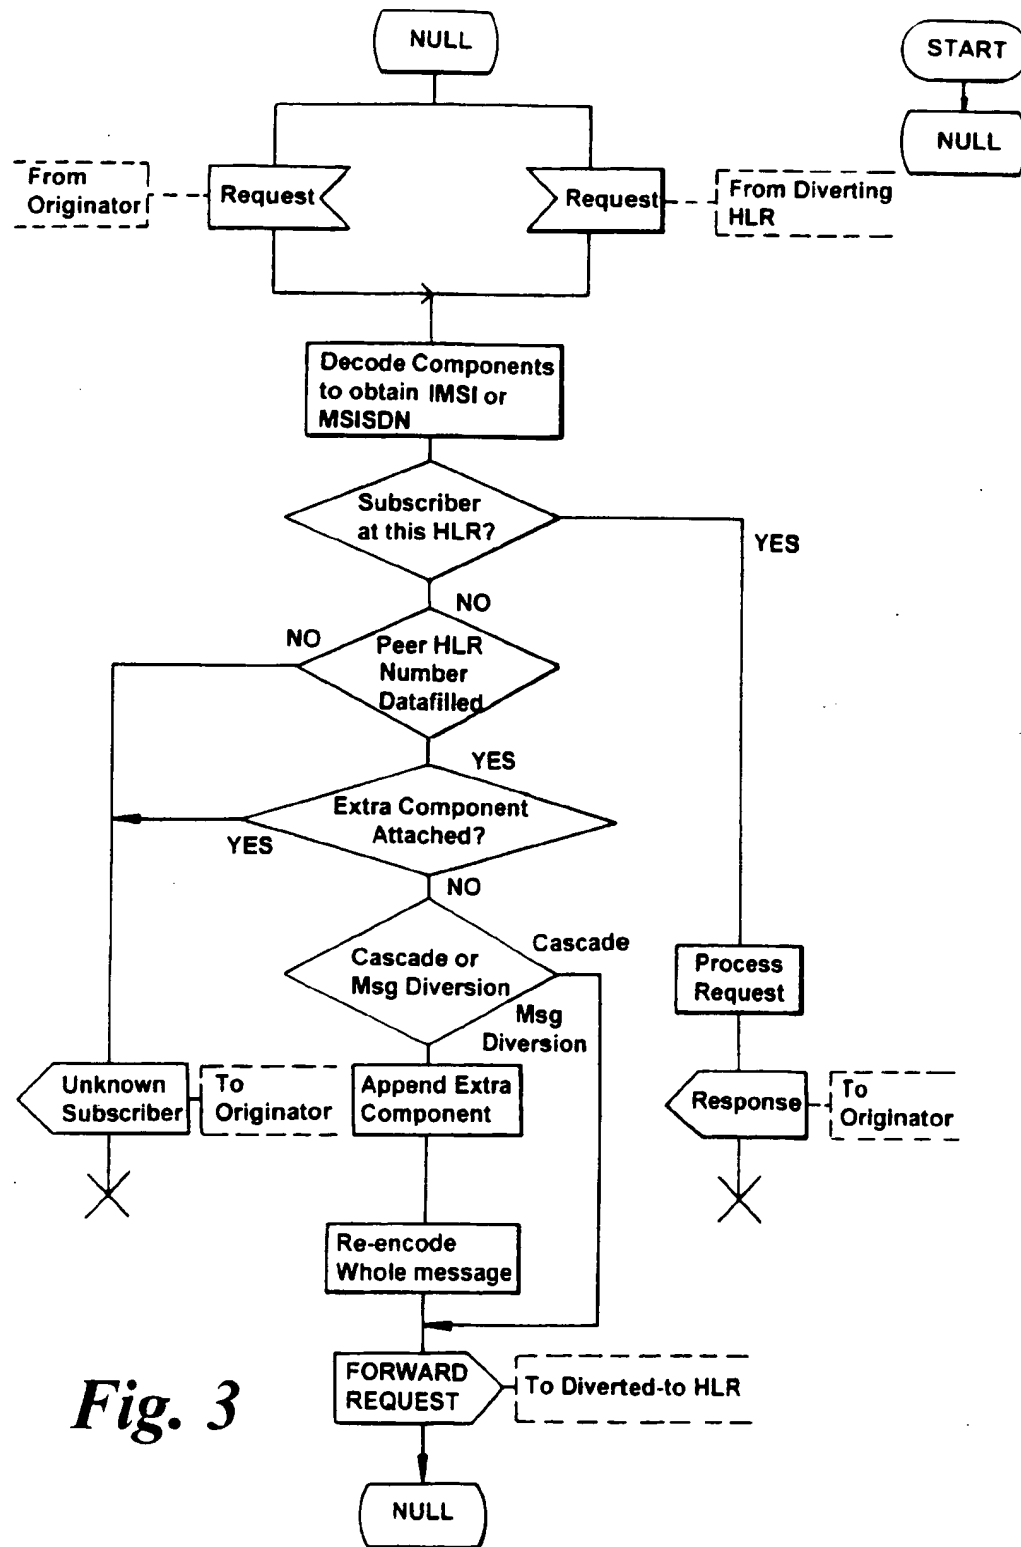 NULL
START
NULL
From
Originator
Request
Request
From Diverting
HLR
Decode Components
to obtain IMSI or
MSISDN
Subscriber
at this HLR?
YES
NO
NO
Peer HLR
Number
Datafilled
YES
Extra Component
Attached?
YES
NO
Cascade
Cascade or
Msg Diversion
Msg
Diversion
Process
Request
Unknown
Subscriber
To
Originator
Append Extra
Component
Response
To
Originator
Re-encode
Whole message
FORWARD
REQUEST
To Diverted-to HLR
Fig. 3
NULL